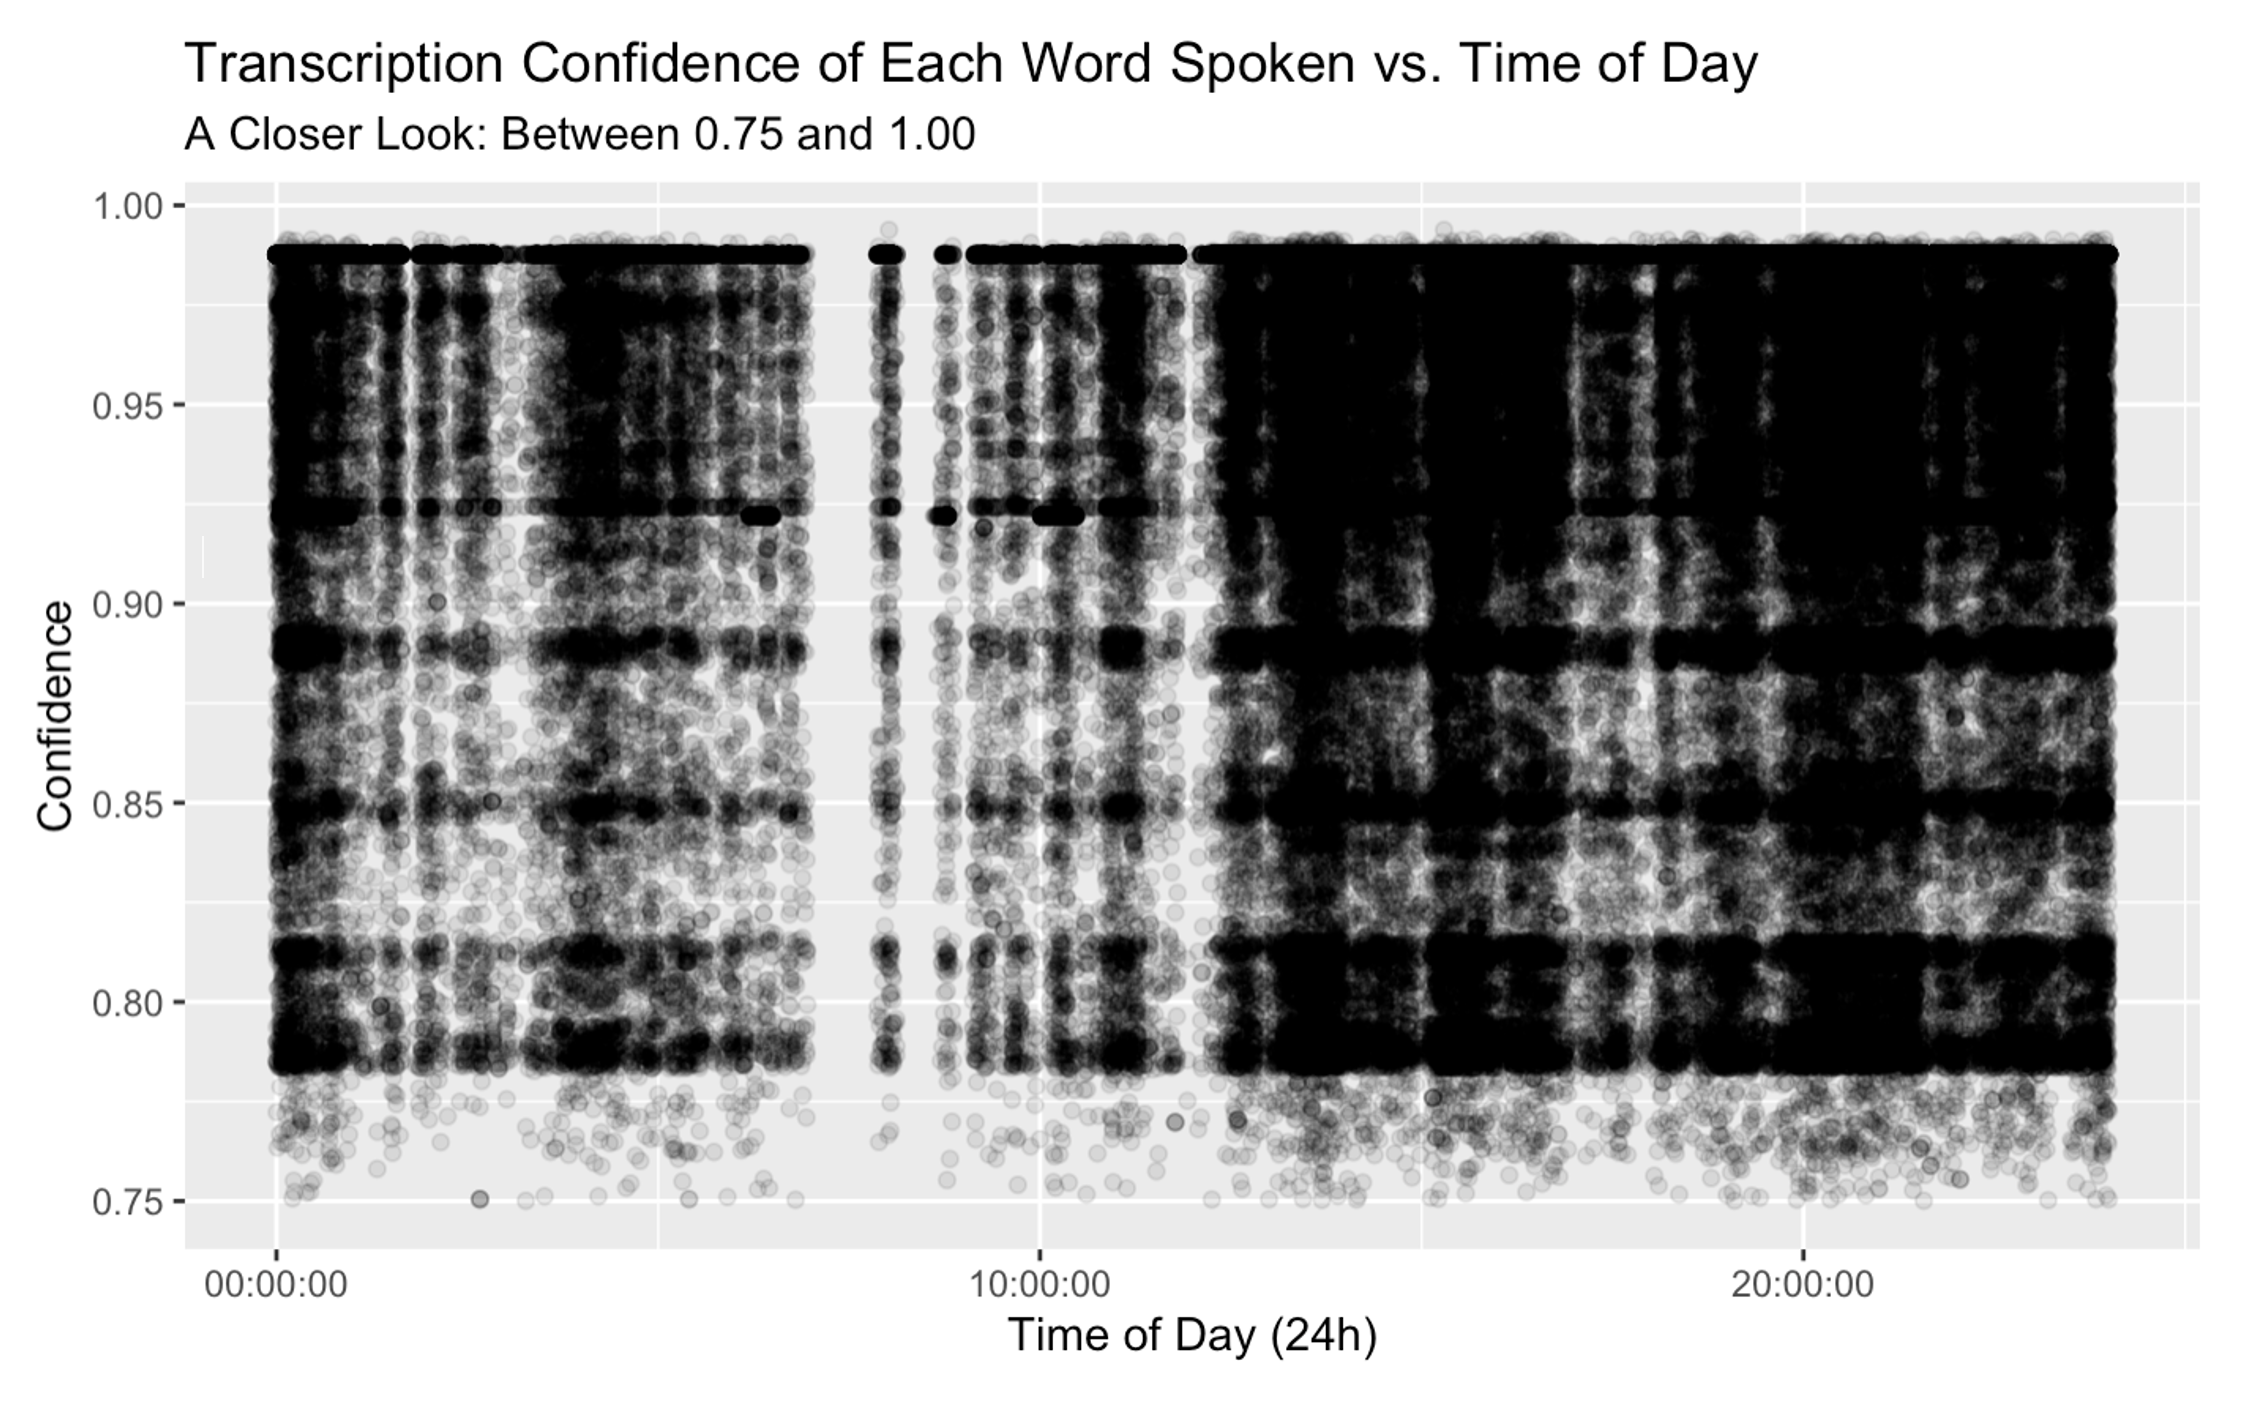 Transcription Confidence of Each Word Spoken vs. Time of Day
A Closer Look: Between 0.75 and 1.00
1.00
0.95
0.90
0.85
0.80
0.75
Confidence
00:00:00
10:00:00
20:00:00
Time of Day (24h)